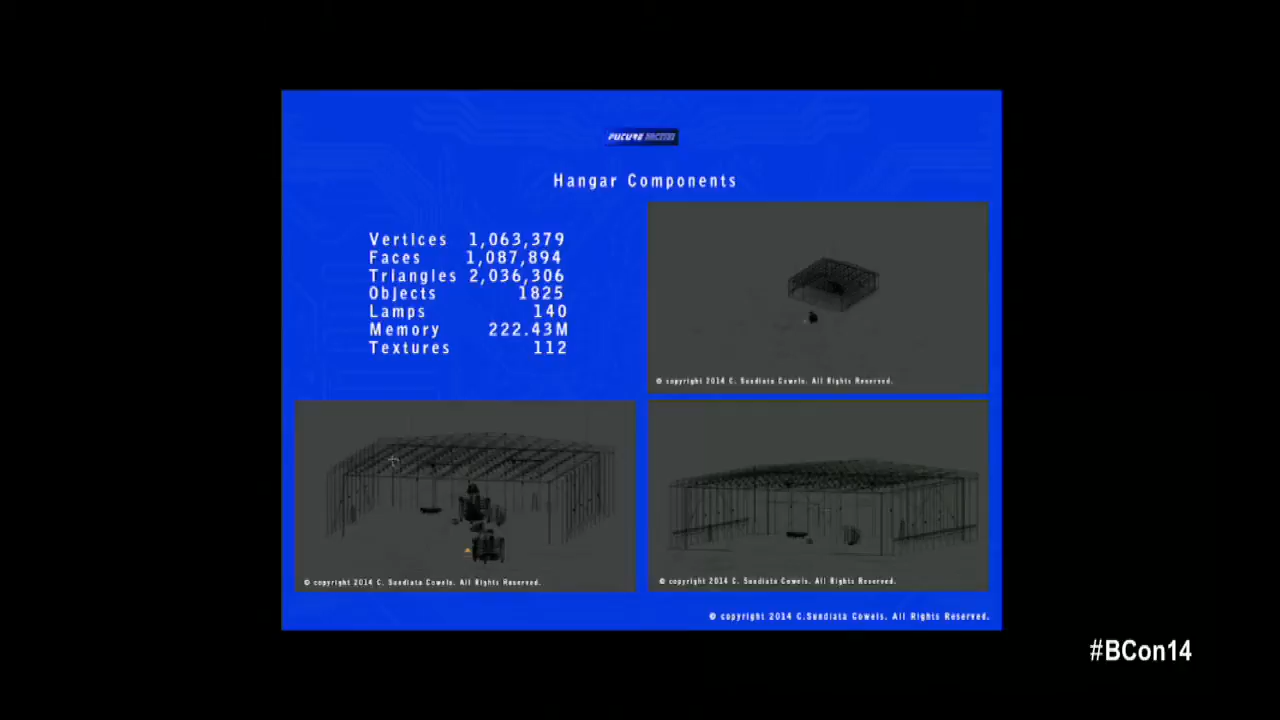 FUTURE
Hangar Components
Vertices 1,063,379
Faces 1,087,894
Triangles 2,036,306
Objects 1825
Lamps 140
Memory 222.43M
Textures 112
© copyright 2014 C. Sundiata Cowels. All Rights Reserved.
© copyright 2014 C. Sundiata Cowels. All Rights Reserved.
© copyright 2014 C. Sundiata Cowels. All Rights Reserved.
© copyright 2014 C.Sundiata Cowels. All Rights Reserved.
#BCon14